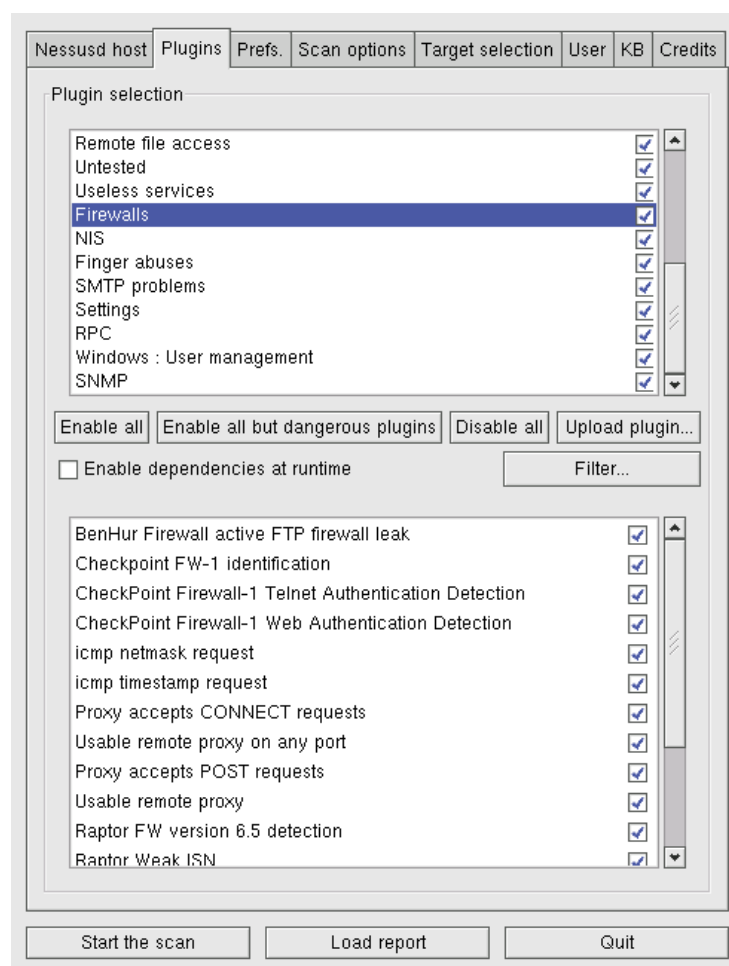 Nessusd host Plugins Prefs. Scan options Target selection User KB Credits
Plugin selection
Remote file access
Untested
Useless services
Firewalls
NIS
Finger abuses
SMTP problems
Settings
RPC
Windows : User management
SNMP
Enable all Enable all but dangerous plugins Disable all Upload plugin...
Enable dependencies at runtime Filter...
BenHur Firewall active FTP firewall leak
Checkpoint FW-1 identification
CheckPoint Firewall-1 Telnet Authentication Detection
CheckPoint Firewall-1 Web Authentication Detection
icmp netmask request
icmp timestamp request
Proxy accepts CONNECT requests
Usable remote proxy on any port
Proxy accepts POST requests
Usable remote proxy
Raptor FW version 6.5 detection
Raptor Weak ISN
Start the scan Load report Quit